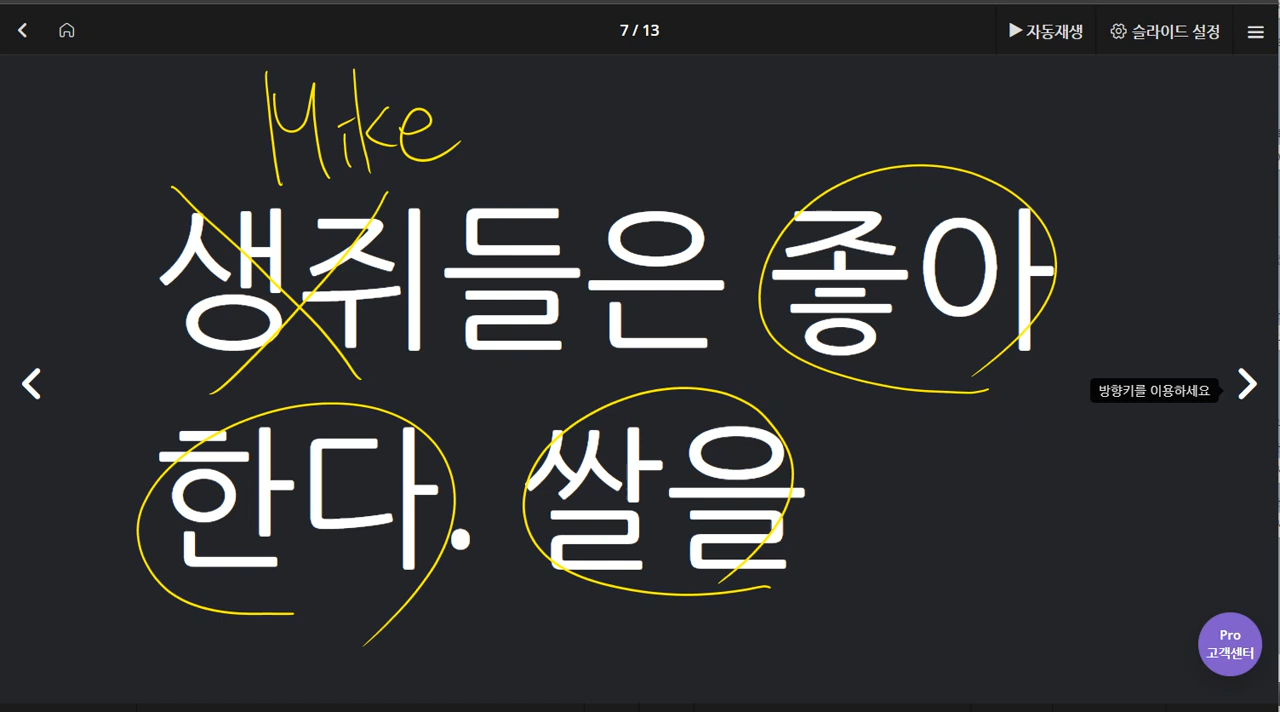 7 / 13
▶ 자동재생
슬라이드 설정
Mike
생쥐들은 좋아
한다. 쌀을
방향키를 이용하세요
Pro
고객센터